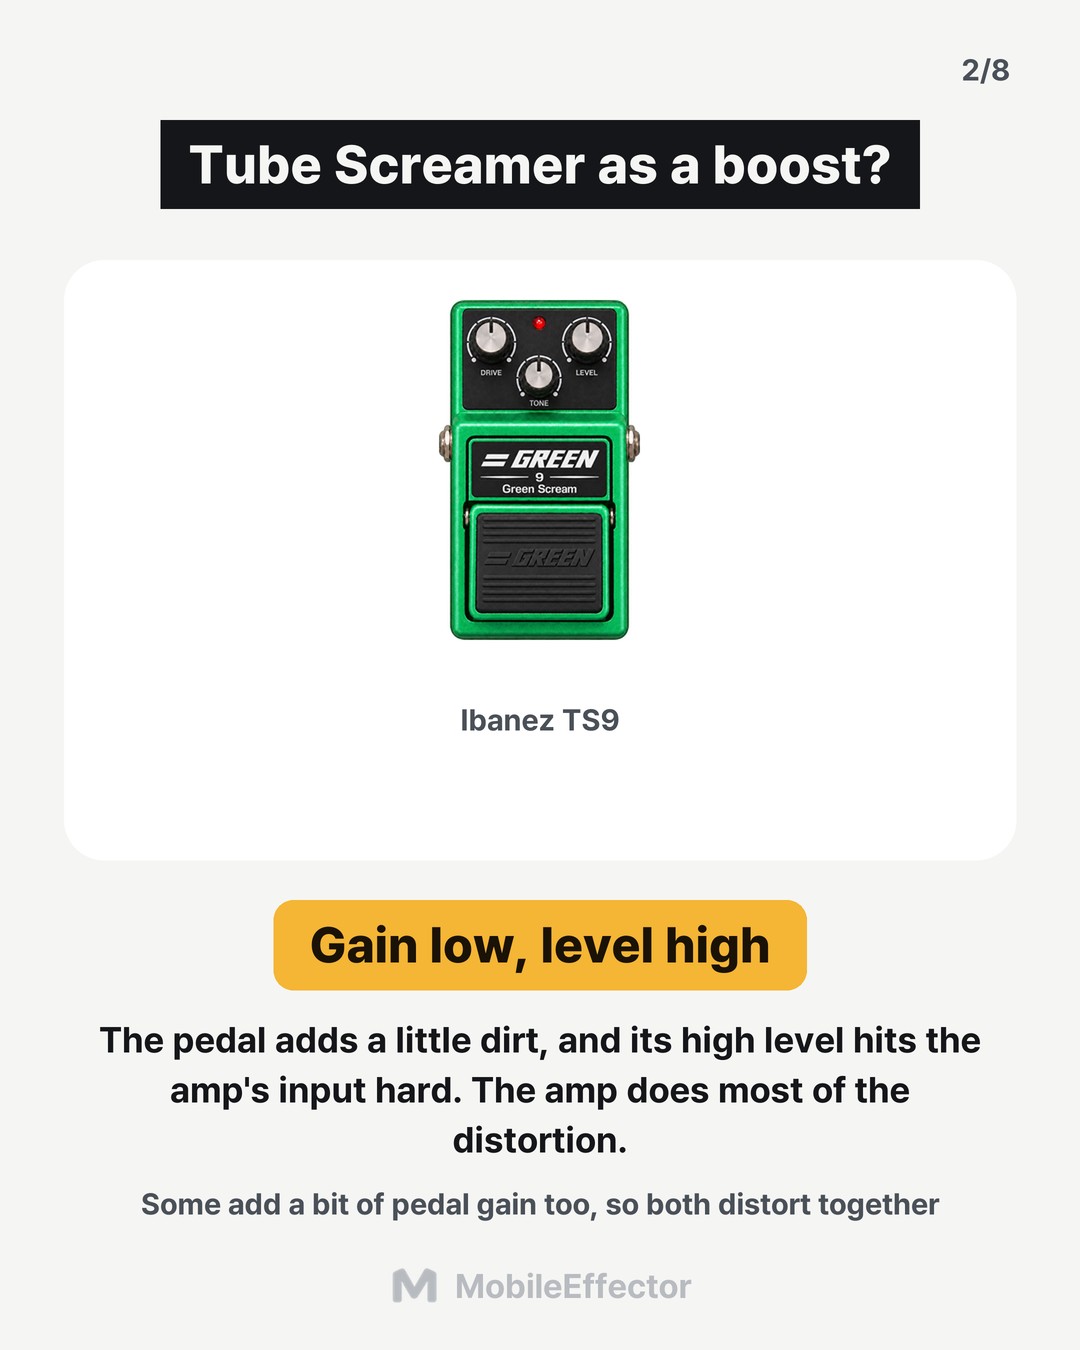 2/8
Tube Screamer as a boost?
DRIVE
LEVEL
TONE
GREEN
9
Green Scream
GREEN
Ibanez TS9
Gain low, level high
The pedal adds a little dirt, and its high level hits the
amp's input hard. The amp does most of the
distortion.
Some add a bit of pedal gain too, so both distort together
MobileEffector